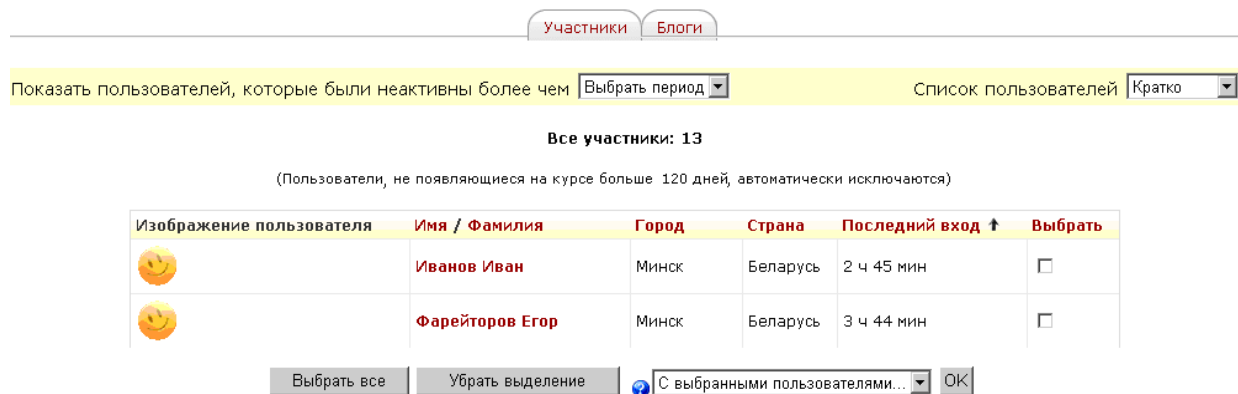 Участники Блоги
Показать пользователей, которые были неактивны более чем Выбрать период Список пользователей Кратко
Все участники: 13
(Пользователи, не появляющиеся на курсе больше 120 дней, автоматически исключаются)
Изображение пользователя Имя / Фамилия Город Страна Последний вход ↑ Выбрать
Иванов Иван Минск Беларусь 2 ч 45 мин
Фарейторов Егор Минск Беларусь 3 ч 44 мин
Выбрать все Убрать выделение ? С выбранными пользователями... OK